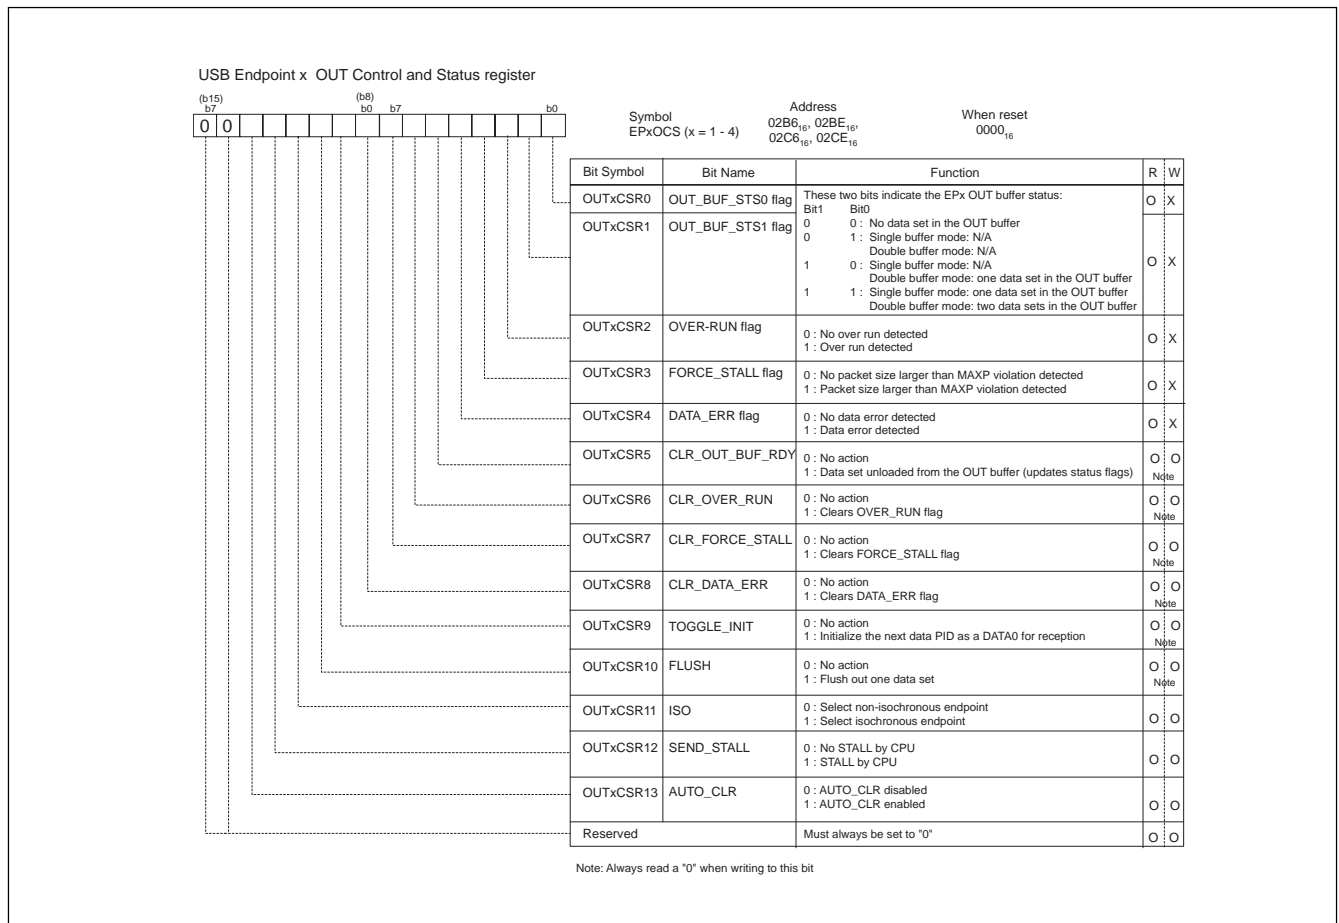 USB Endpoint x OUT Control and Status register
(b15) (b8)
b7 b0 b7 b0
0 0
Symbol Address When reset
EPxOCS (x = 1 - 4) 02B6₁₆, 02BE₁₆, 0000₁₆
02C6₁₆, 02CE₁₆
Bit Symbol Bit Name Function R W
OUTxCSR0 OUT_BUF_STS0 flag These two bits indicate the EPx OUT buffer status: O X
Bit1 Bit0
OUTxCSR1 OUT_BUF_STS1 flag 0 0 : No data set in the OUT buffer
0 1 : Single buffer mode: N/A
Double buffer mode: N/A
1 0 : Single buffer mode: N/A O X
Double buffer mode: one data set in the OUT buffer
1 1 : Single buffer mode: one data set in the OUT buffer
Double buffer mode: two data sets in the OUT buffer
OUTxCSR2 OVER-RUN flag
0 : No over run detected O X
1 : Over run detected
OUTxCSR3 FORCE_STALL flag 0 : No packet size larger than MAXP violation detected
1 : Packet size larger than MAXP violation detected O X
OUTxCSR4 DATA_ERR flag 0 : No data error detected
1 : Data error detected O X
OUTxCSR5 CLR_OUT_BUF_RDY 0 : No action O O
1 : Data set unloaded from the OUT buffer (updates status flags) Note
OUTxCSR6 CLR_OVER_RUN 0 : No action O O
1 : Clears OVER_RUN flag Note
OUTxCSR7 CLR_FORCE_STALL 0 : No action O O
1 : Clears FORCE_STALL flag Note
OUTxCSR8 CLR_DATA_ERR 0 : No action O O
1 : Clears DATA_ERR flag Note
OUTxCSR9 TOGGLE_INIT 0 : No action O O
1 : Initialize the next data PID as a DATA0 for reception Note
OUTxCSR10 FLUSH 0 : No action O O
1 : Flush out one data set Note
OUTxCSR11 ISO 0 : Select non-isochronous endpoint
1 : Select isochronous endpoint O O
OUTxCSR12 SEND_STALL 0 : No STALL by CPU
1 : STALL by CPU O O
OUTxCSR13 AUTO_CLR 0 : AUTO_CLR disabled
1 : AUTO_CLR enabled O O
Reserved Must always be set to "0" O O
Note: Always read a "0" when writing to this bit